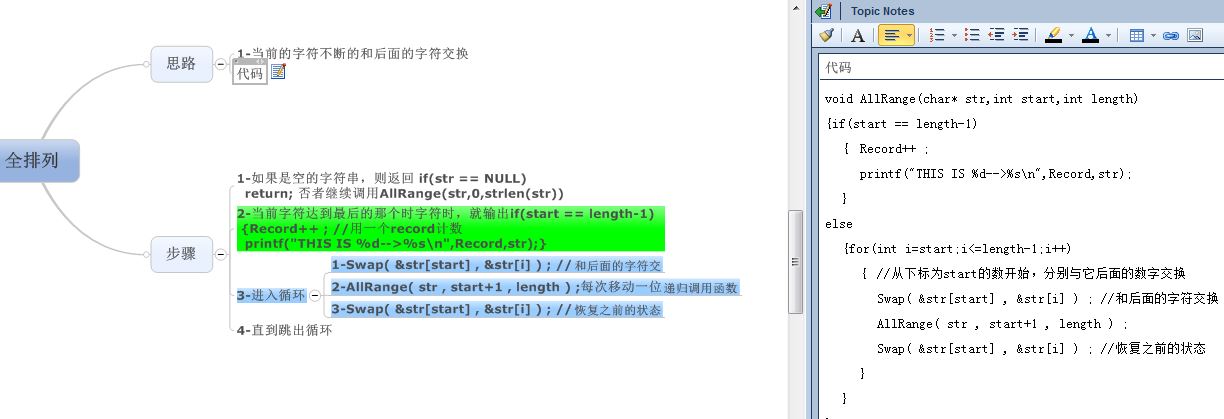 全排列
思路
1-当前的字符不断的和后面的字符交换
代码
步骤
1-如果是空的字符串，则返回 if(str == NULL)
return; 否者继续调用AllRange(str,0,strlen(str))
2-当前字符达到最后的那个时字符时，就输出if(start == length-1)
{Record++ ; //用一个record计数
printf("THIS IS %d-->%s\n",Record,str);}
3-进入循环
1-Swap( &str[start] , &str[i] ) ; // 和后面的字符交
2-AllRange( str , start+1 , length ) ;每次移动一位递归调用函数
3-Swap( &str[start] , &str[i] ) ; // 恢复之前的状态
4-直到跳出循环
Topic Notes
代码
void AllRange(char* str,int start,int length)
{if(start == length-1)
{ Record++ ;
printf("THIS IS %d-->%s\n",Record,str);
}
else
{for(int i=start;i<=length-1;i++)
{ //从下标为start的数开始，分别与它后面的数字交换
Swap( &str[start] , &str[i] ) ; //和后面的字符交换
AllRange( str , start+1 , length ) ;
Swap( &str[start] , &str[i] ) ; //恢复之前的状态
}
}